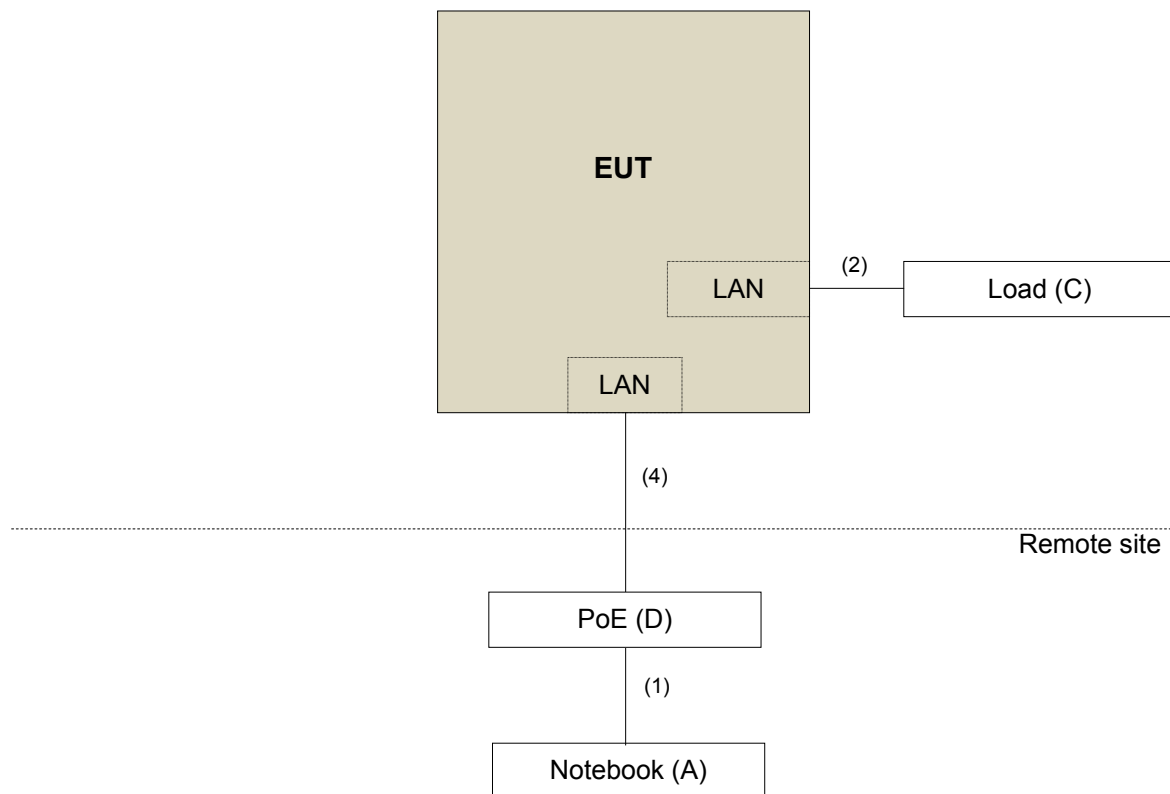 EUT
(2)
LAN
Load (C)
LAN
(4)
Remote site
PoE (D)
(1)
Notebook (A)